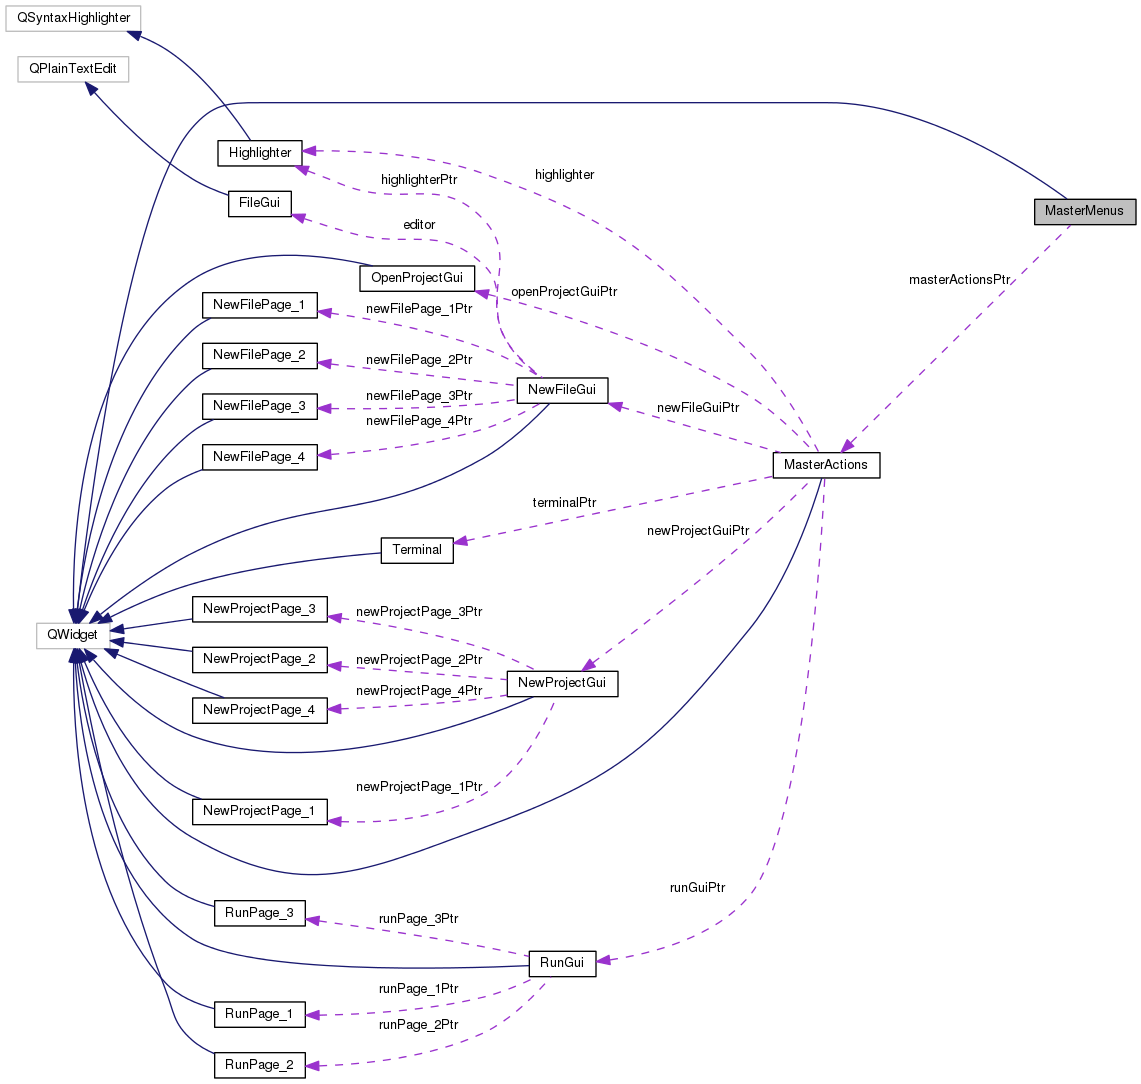 QSyntaxHighlighter
QPlainTextEdit
Highlighter
highlighter
highlighterPtr
FileGui
MasterMenus
editor
OpenProjectGui
masterActionsPtr
openProjectGuiPtr
NewFilePage_1
newFilePage_1Ptr
NewFilePage_2
newFilePage_2Ptr
NewFileGui
NewFilePage_3
newFilePage_3Ptr
newFileGuiPtr
newFilePage_4Ptr
NewFilePage_4
MasterActions
terminalPtr
newProjectGuiPtr
Terminal
NewProjectPage_3
newProjectPage_3Ptr
QWidget
NewProjectPage_2
newProjectPage_2Ptr
NewProjectGui
newProjectPage_4Ptr
NewProjectPage_4
newProjectPage_1Ptr
NewProjectPage_1
runGuiPtr
RunPage_3
runPage_3Ptr
RunGui
runPage_1Ptr
RunPage_1
runPage_2Ptr
RunPage_2